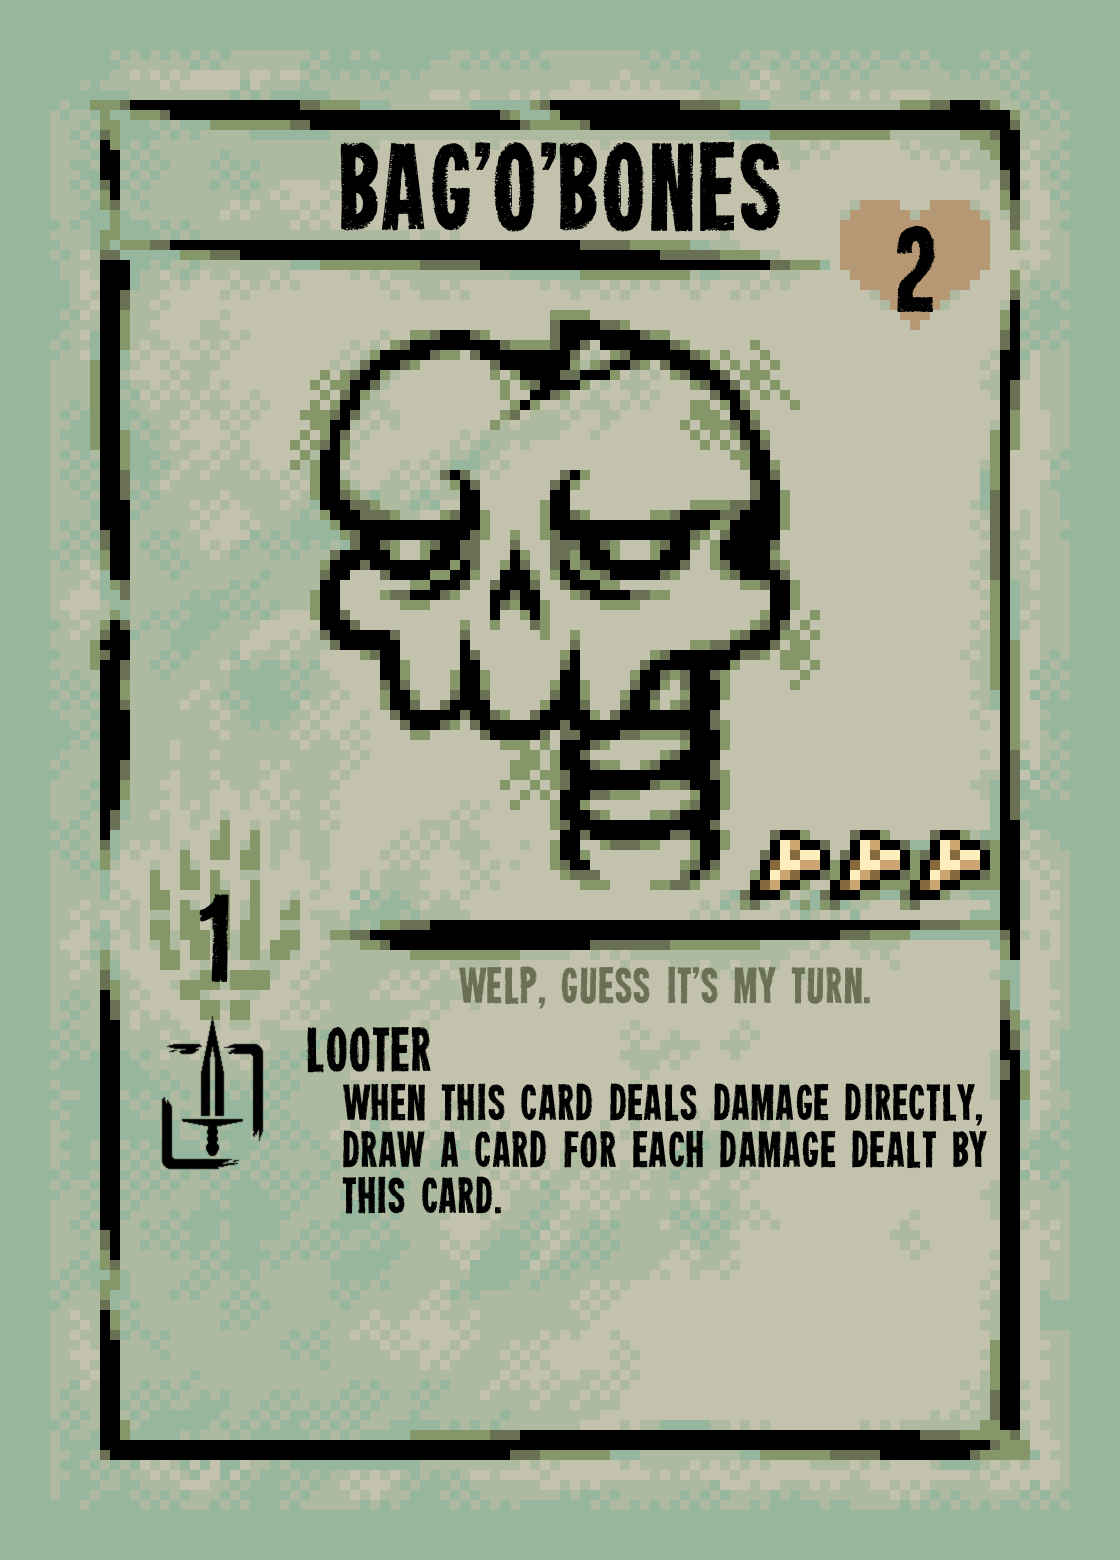 BAG'O'BONES
2
1
WELP, GUESS IT'S MY TURN.
LOOTER
WHEN THIS CARD DEALS DAMAGE DIRECTLY,
DRAW A CARD FOR EACH DAMAGE DEALT BY
THIS CARD.